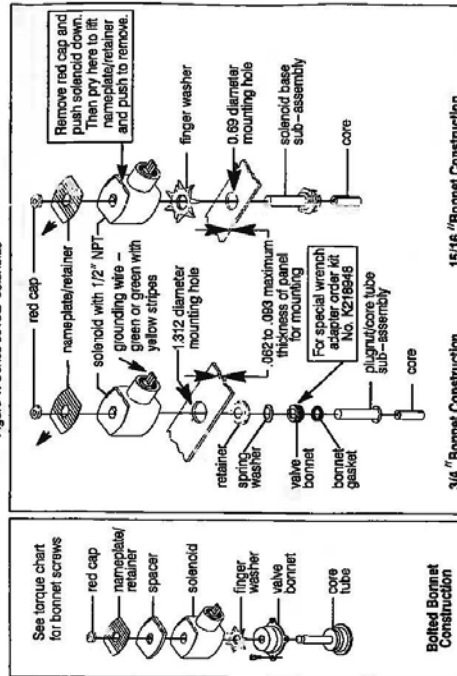 See torque chart
for bonnet screws
red cap
nameplate/
retainer
spacer
solenoid
finger
washer
valve
bonnet
core
tube
Bolted Bonnet
Construction
red cap
nameplate/retainer
solenoid with 1/2" NPT
grounding wire –
green or green with
yellow stripes
1.312 diameter
mounting hole
.062 to .093 maximum
thickness of panel
for mounting
retainer
spring
washer
valve
bonnet
bonnet
gasket
For special wrench
adapter order kit
No. K218948
plugnut/core tube
sub-assembly
core
3/4 "Bonnet Construction
Remove red cap and
push solenoid down.
Then pry here to lift
nameplate/retainer
and push to remove.
finger washer
0.69 diameter
mounting hole
solenoid base
sub-assembly
core
15/16 "Bonnet Construction